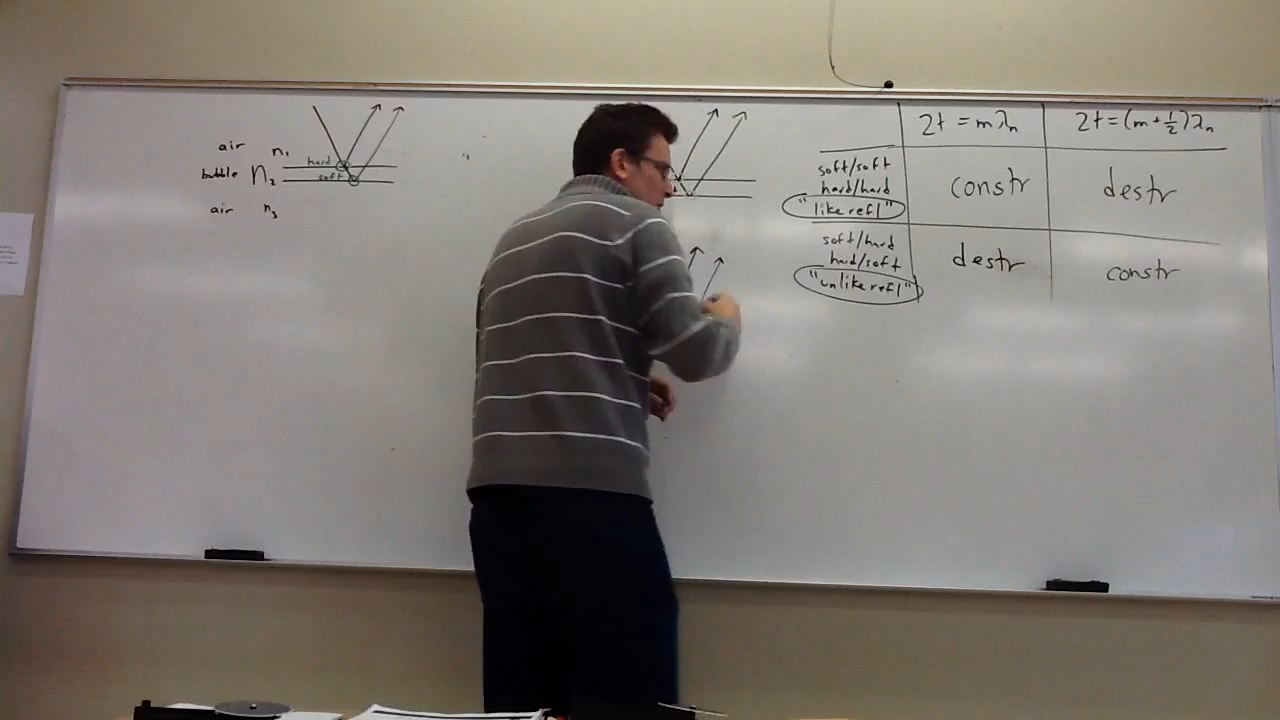 air n₁
hard
bubble n₂ soft
air n₃
2t = mλₙ
2t = (m + 1/2)λₙ
soft/soft
hard/hard
"like refl"
constr
destr
soft/hard
hard/soft
"unlike refl"
destr
constr